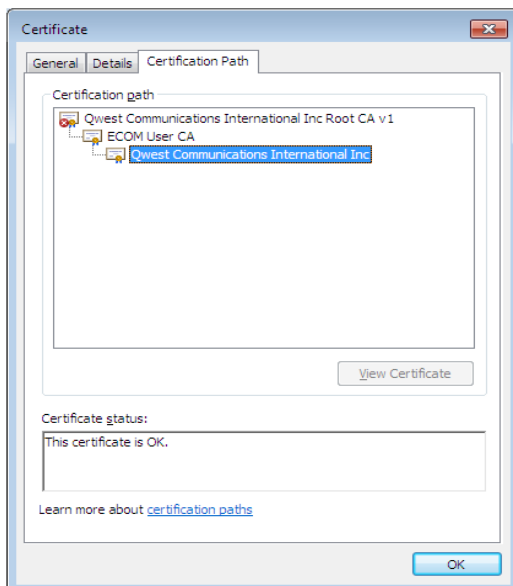 Certificate
General Details Certification Path
Certification path
Qwest Communications International Inc Root CA v1
ECOM User CA
Qwest Communications International Inc
View Certificate
Certificate status:
This certificate is OK.
Learn more about certification paths
OK